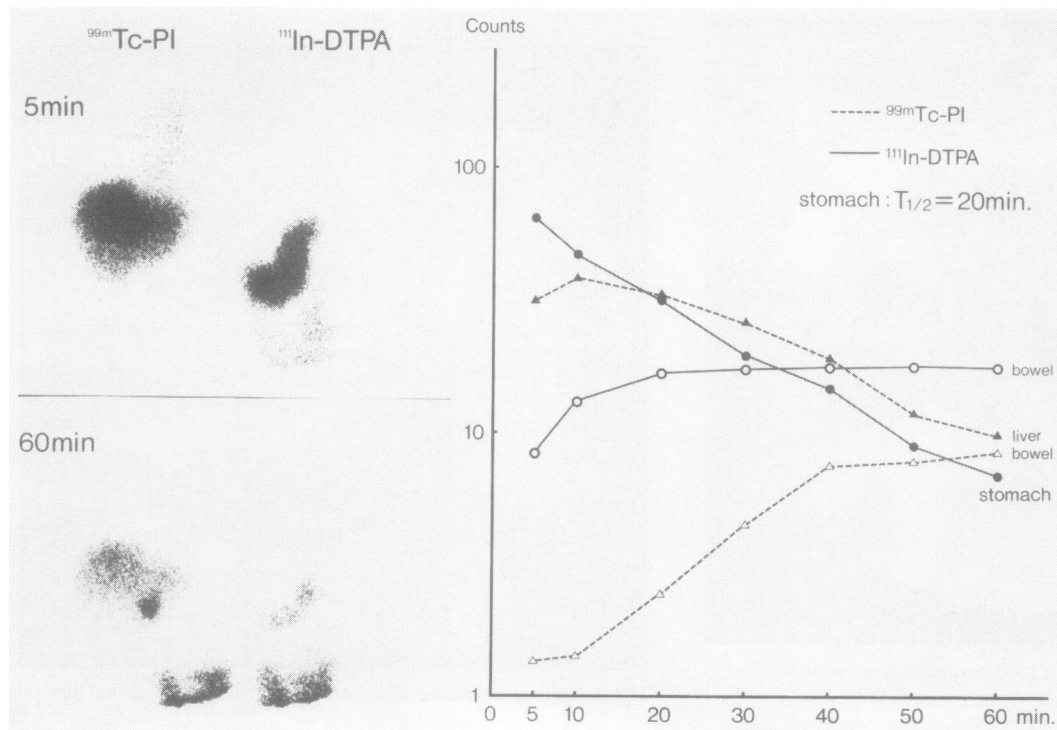 ⁹⁹ᵐTc-PI ¹¹¹In-DTPA
5min
60min
Counts
100
10
1
0 5 10 20 30 40 50 60 min.
⁹⁹ᵐTc-PI
¹¹¹In-DTPA
stomach : T1/2 = 20min.
bowel
liver
bowel
stomach